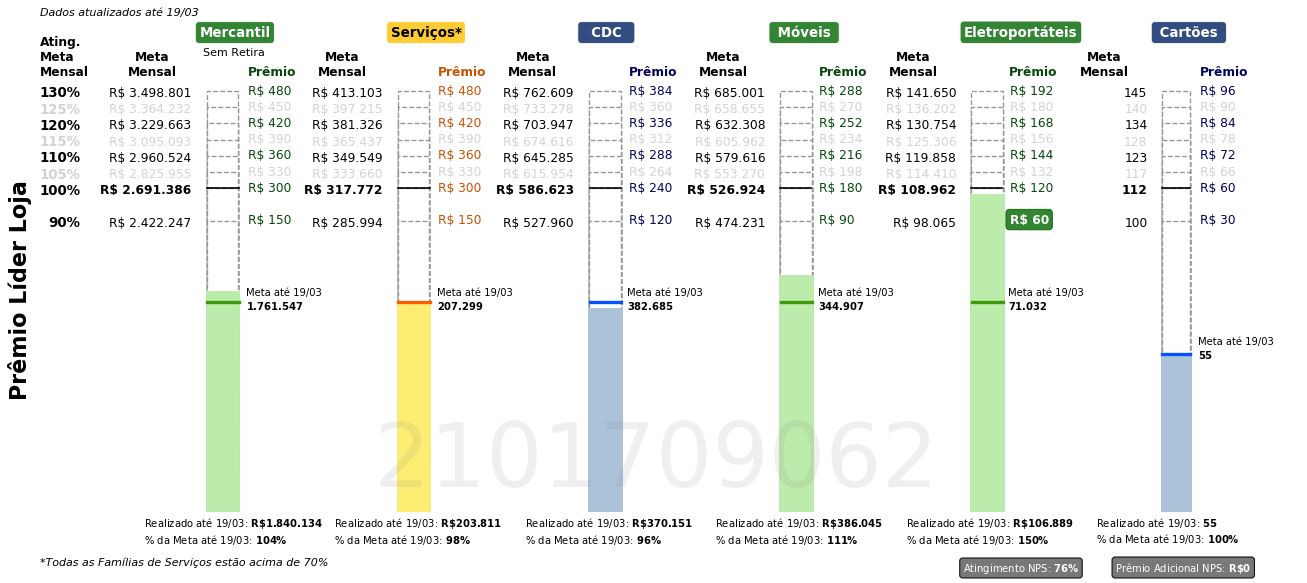 Dados atualizados até 19/03
Mercantil Serviços* CDC Móveis Eletroportáteis Cartões
Sem Retira
Ating. Meta Mensal Meta Mensal Prêmio Meta Mensal Prêmio Meta Mensal Prêmio Meta Mensal Prêmio Meta Mensal Prêmio Meta Mensal Prêmio
130% R$ 3.498.801 R$ 480 R$ 413.103 R$ 480 R$ 762.609 R$ 384 R$ 685.001 R$ 288 R$ 141.650 R$ 192 145 R$ 96
125% R$ 3.364.232 R$ 450 R$ 397.215 R$ 450 R$ 733.278 R$ 360 R$ 658.655 R$ 270 R$ 136.202 R$ 180 140 R$ 90
120% R$ 3.229.663 R$ 420 R$ 381.326 R$ 420 R$ 703.947 R$ 336 R$ 632.308 R$ 252 R$ 130.754 R$ 168 134 R$ 84
115% R$ 3.095.093 R$ 390 R$ 365.437 R$ 390 R$ 674.616 R$ 312 R$ 605.962 R$ 234 R$ 125.306 R$ 156 128 R$ 78
110% R$ 2.960.524 R$ 360 R$ 349.549 R$ 360 R$ 645.285 R$ 288 R$ 579.616 R$ 216 R$ 119.858 R$ 144 123 R$ 72
105% R$ 2.825.955 R$ 330 R$ 333.660 R$ 330 R$ 615.954 R$ 264 R$ 553.270 R$ 198 R$ 114.410 R$ 132 117 R$ 66
100% R$ 2.691.386 R$ 300 R$ 317.772 R$ 300 R$ 586.623 R$ 240 R$ 526.924 R$ 180 R$ 108.962 R$ 120 112 R$ 60
90% R$ 2.422.247 R$ 150 R$ 285.994 R$ 150 R$ 527.960 R$ 120 R$ 474.231 R$ 90 R$ 98.065 R$ 60 100 R$ 30
Prêmio Líder Loja
Meta até 19/03 Meta até 19/03 Meta até 19/03 Meta até 19/03 Meta até 19/03
1.761.547 207.299 382.685 344.907 71.032
Meta até 19/03
55
2101709062
Realizado até 19/03: R$1.840.134 Realizado até 19/03: R$203.811 Realizado até 19/03: R$370.151 Realizado até 19/03: R$386.045 Realizado até 19/03: R$106.889 Realizado até 19/03: 55
% da Meta até 19/03: 104% % da Meta até 19/03: 98% % da Meta até 19/03: 96% % da Meta até 19/03: 111% % da Meta até 19/03: 150% % da Meta até 19/03: 100%
*Todas as Famílias de Serviços estão acima de 70% Atingimento NPS: 76% Prêmio Adicional NPS: R$0